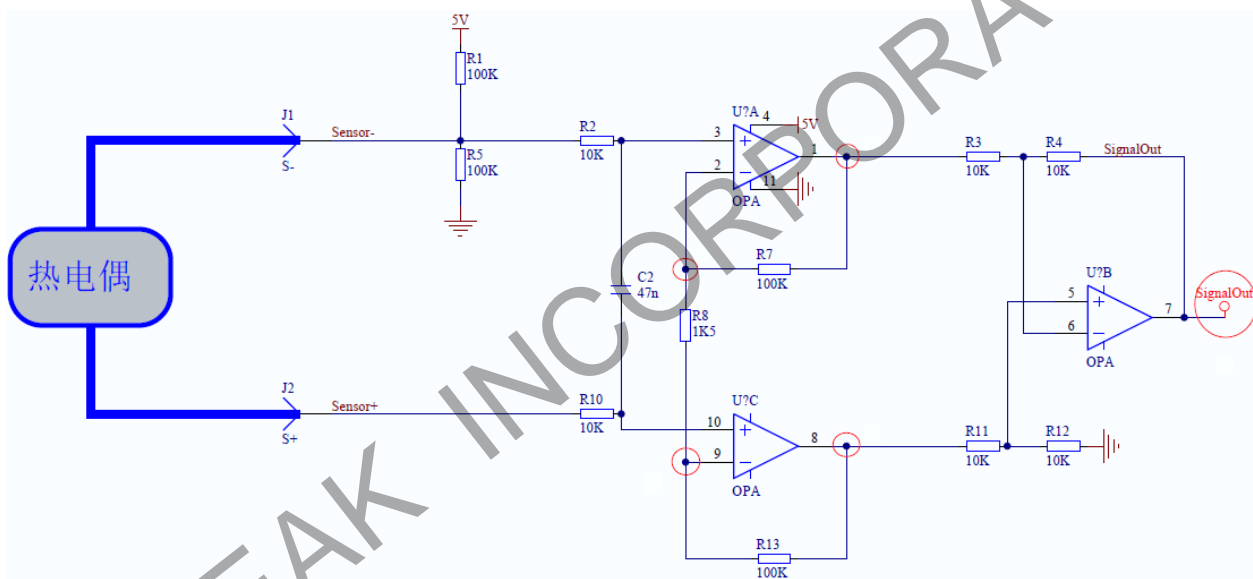 5V
R1
100K
J1
Sensor-
S-
R5
100K
R2
10K
U?A
3
4
5V
1
2
11
OPA
R3
10K
R4
10K
SignalOut
热电偶
C2
47n
R7
100K
R8
1K5
U?B
5
6
7
OPA
SignalOut
J2
Sensor+
S+
R10
10K
U?C
10
9
8
OPA
R11
10K
R12
10K
R13
100K
EAK INCORPORA